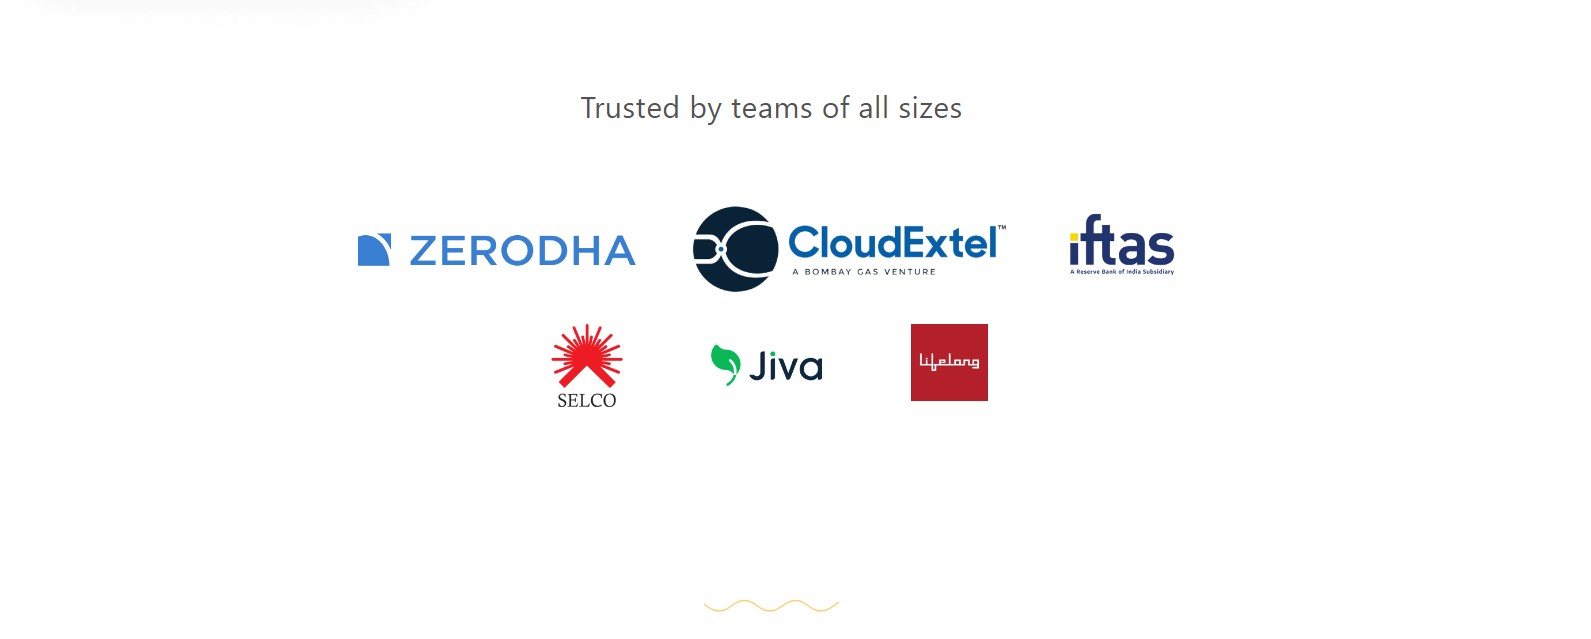 Trusted by teams of all sizes
ZERODHA
CloudExtel™
A BOMBAY GAS VENTURE
iftas
A Reserve Bank of India Subsidiary
SELCO
Jiva
Lifelong